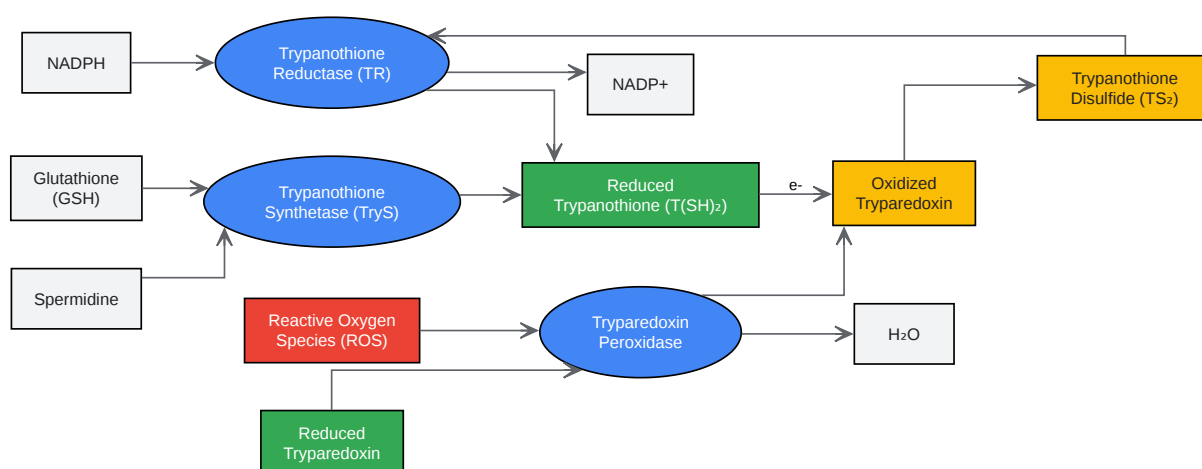 NADPH
Trypanothione
Reductase (TR)
NADP+
Trypanothione
Disulfide (TS₂)
Glutathione
(GSH)
Trypanothione
Synthetase (TryS)
Reduced
Trypanothione (T(SH)₂)
e-
Oxidized
Tryparedoxin
Spermidine
Reactive Oxygen
Species (ROS)
Tryparedoxin
Peroxidase
H₂O
Reduced
Tryparedoxin